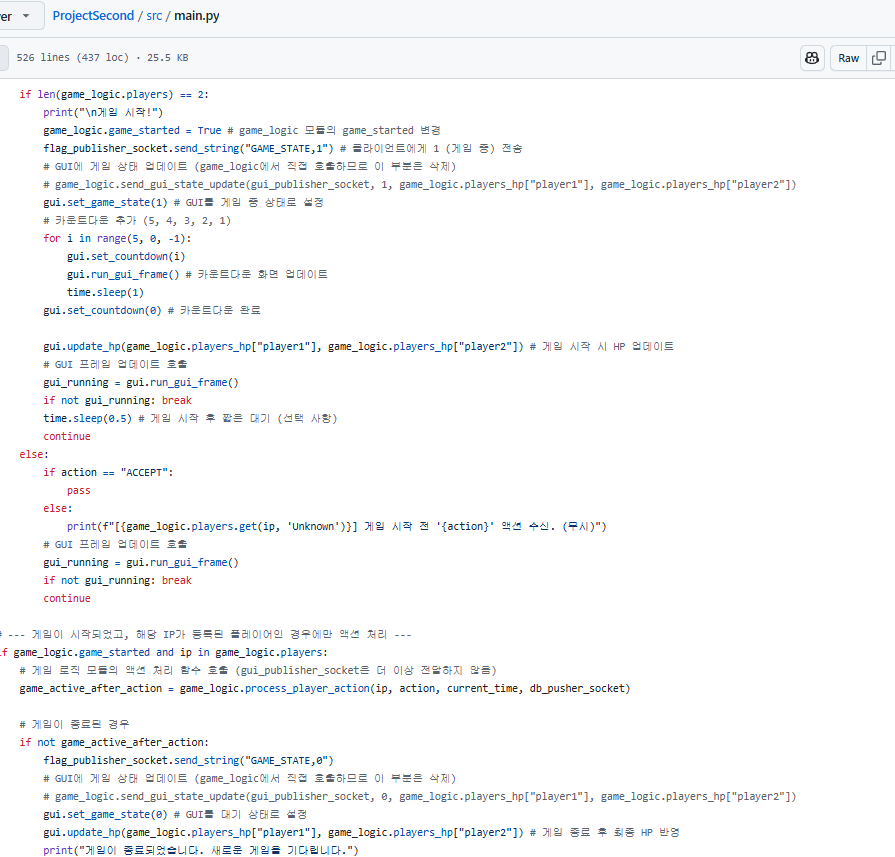 er ProjectSecond / src / main.py
526 lines (437 loc) · 25.5 KB Raw
if len(game_logic.players) == 2:
print("\n게임 시작!")
game_logic.game_started = True # game_logic 모듈의 game_started 변경
flag_publisher_socket.send_string("GAME_STATE,1") # 클라이언트에게 1 (게임 중) 전송
# GUI에 게임 상태 업데이트 (game_logic에서 직접 호출하므로 이 부분은 삭제)
# game_logic.send_gui_state_update(gui_publisher_socket, 1, game_logic.players_hp["player1"], game_logic.players_hp["player2"])
gui.set_game_state(1) # GUI를 게임 중 상태로 설정
# 카운트다운 추가 (5, 4, 3, 2, 1)
for i in range(5, 0, -1):
gui.set_countdown(i)
gui.run_gui_frame() # 카운트다운 화면 업데이트
time.sleep(1)
gui.set_countdown(0) # 카운트다운 완료
gui.update_hp(game_logic.players_hp["player1"], game_logic.players_hp["player2"]) # 게임 시작 시 HP 업데이트
# GUI 프레임 업데이트 호출
gui_running = gui.run_gui_frame()
if not gui_running: break
time.sleep(0.5) # 게임 시작 후 짧은 대기 (선택 사항)
continue
else:
if action == "ACCEPT":
pass
else:
print(f"[{game_logic.players.get(ip, 'Unknown')}] 게임 시작 전 '{action}' 액션 수신. (무시)")
# GUI 프레임 업데이트 호출
gui_running = gui.run_gui_frame()
if not gui_running: break
continue
# --- 게임이 시작되었고, 해당 IP가 등록된 플레이어인 경우에만 액션 처리 ---
if game_logic.game_started and ip in game_logic.players:
# 게임 로직 모듈의 액션 처리 함수 호출 (gui_publisher_socket은 더 이상 전달하지 않음)
game_active_after_action = game_logic.process_player_action(ip, action, current_time, db_pusher_socket)
# 게임이 종료된 경우
if not game_active_after_action:
flag_publisher_socket.send_string("GAME_STATE,0")
# GUI에 게임 상태 업데이트 (game_logic에서 직접 호출하므로 이 부분은 삭제)
# game_logic.send_gui_state_update(gui_publisher_socket, 0, game_logic.players_hp["player1"], game_logic.players_hp["player2"])
gui.set_game_state(0) # GUI를 대기 상태로 설정
gui.update_hp(game_logic.players_hp["player1"], game_logic.players_hp["player2"]) # 게임 종료 후 최종 HP 반영
print("게임이 종료되었습니다. 새로운 게임을 기다립니다.")